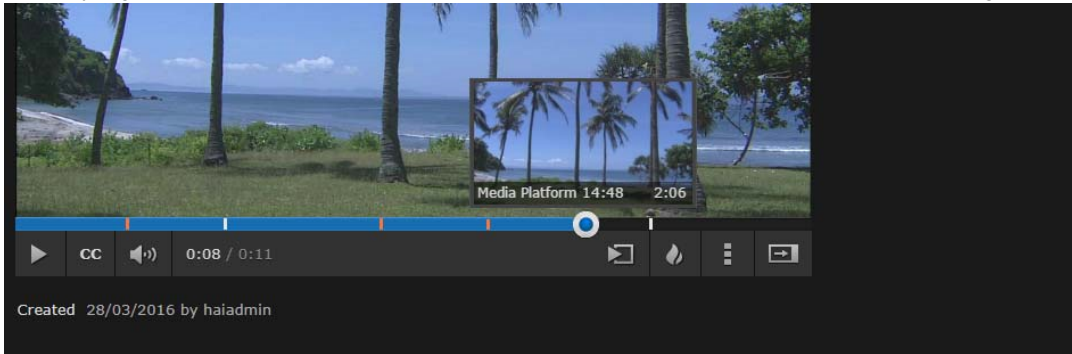 Media Platform 14:48 2:06
CC 0:08 / 0:11
Created 28/03/2016 by haiadmin